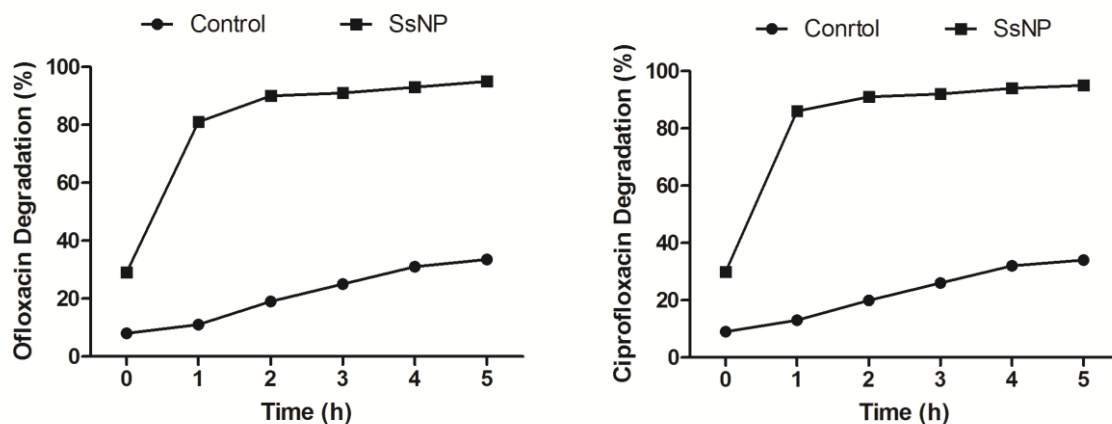 Control SsNP
Ofloxacin Degradation (%)
100
80
60
40
20
0
0 1 2 3 4 5
Time (h)
Conrtol SsNP
Ciprofloxacin Degradation (%)
100
80
60
40
20
0
0 1 2 3 4 5
Time (h)